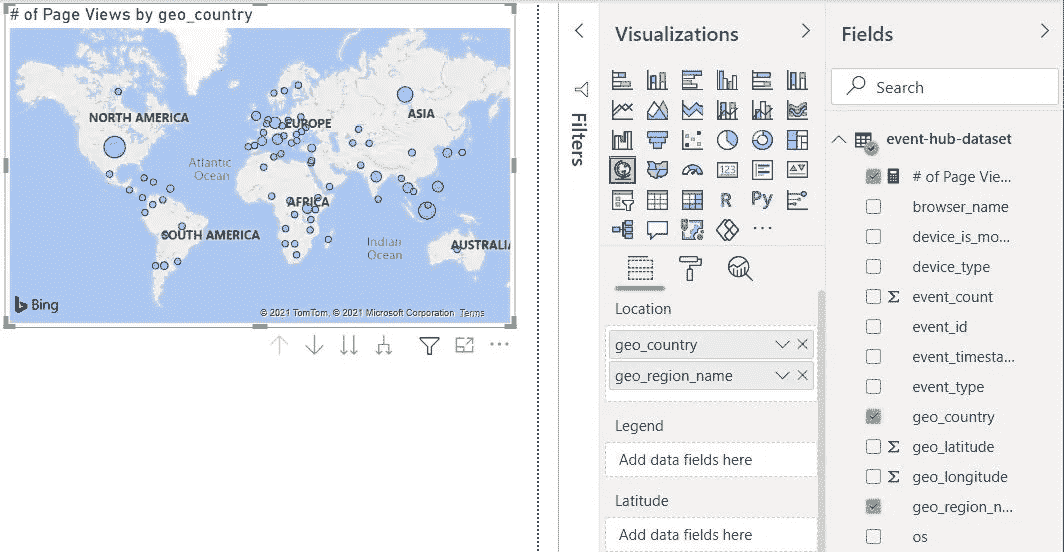 # of Page Views by geo_country
NORTH AMERICA
EUROPE
ASIA
Atlantic
Ocean
AFRICA
SOUTH AMERICA
Indian
Ocean
AUSTRALI
Bing
© 2021 TomTom, © 2021 Microsoft Corporation Terms
Filters
Visualizations
123
R
Py
Location
geo_country
geo_region_name
Legend
Add data fields here
Latitude
Add data fields here
Fields
Search
event-hub-dataset
# of Page Vie...
browser_name
device_is_mo...
device_type
Σ event_count
event_id
event_timesta...
event_type
geo_country
Σ geo_latitude
Σ geo_longitude
geo_region_n...
os